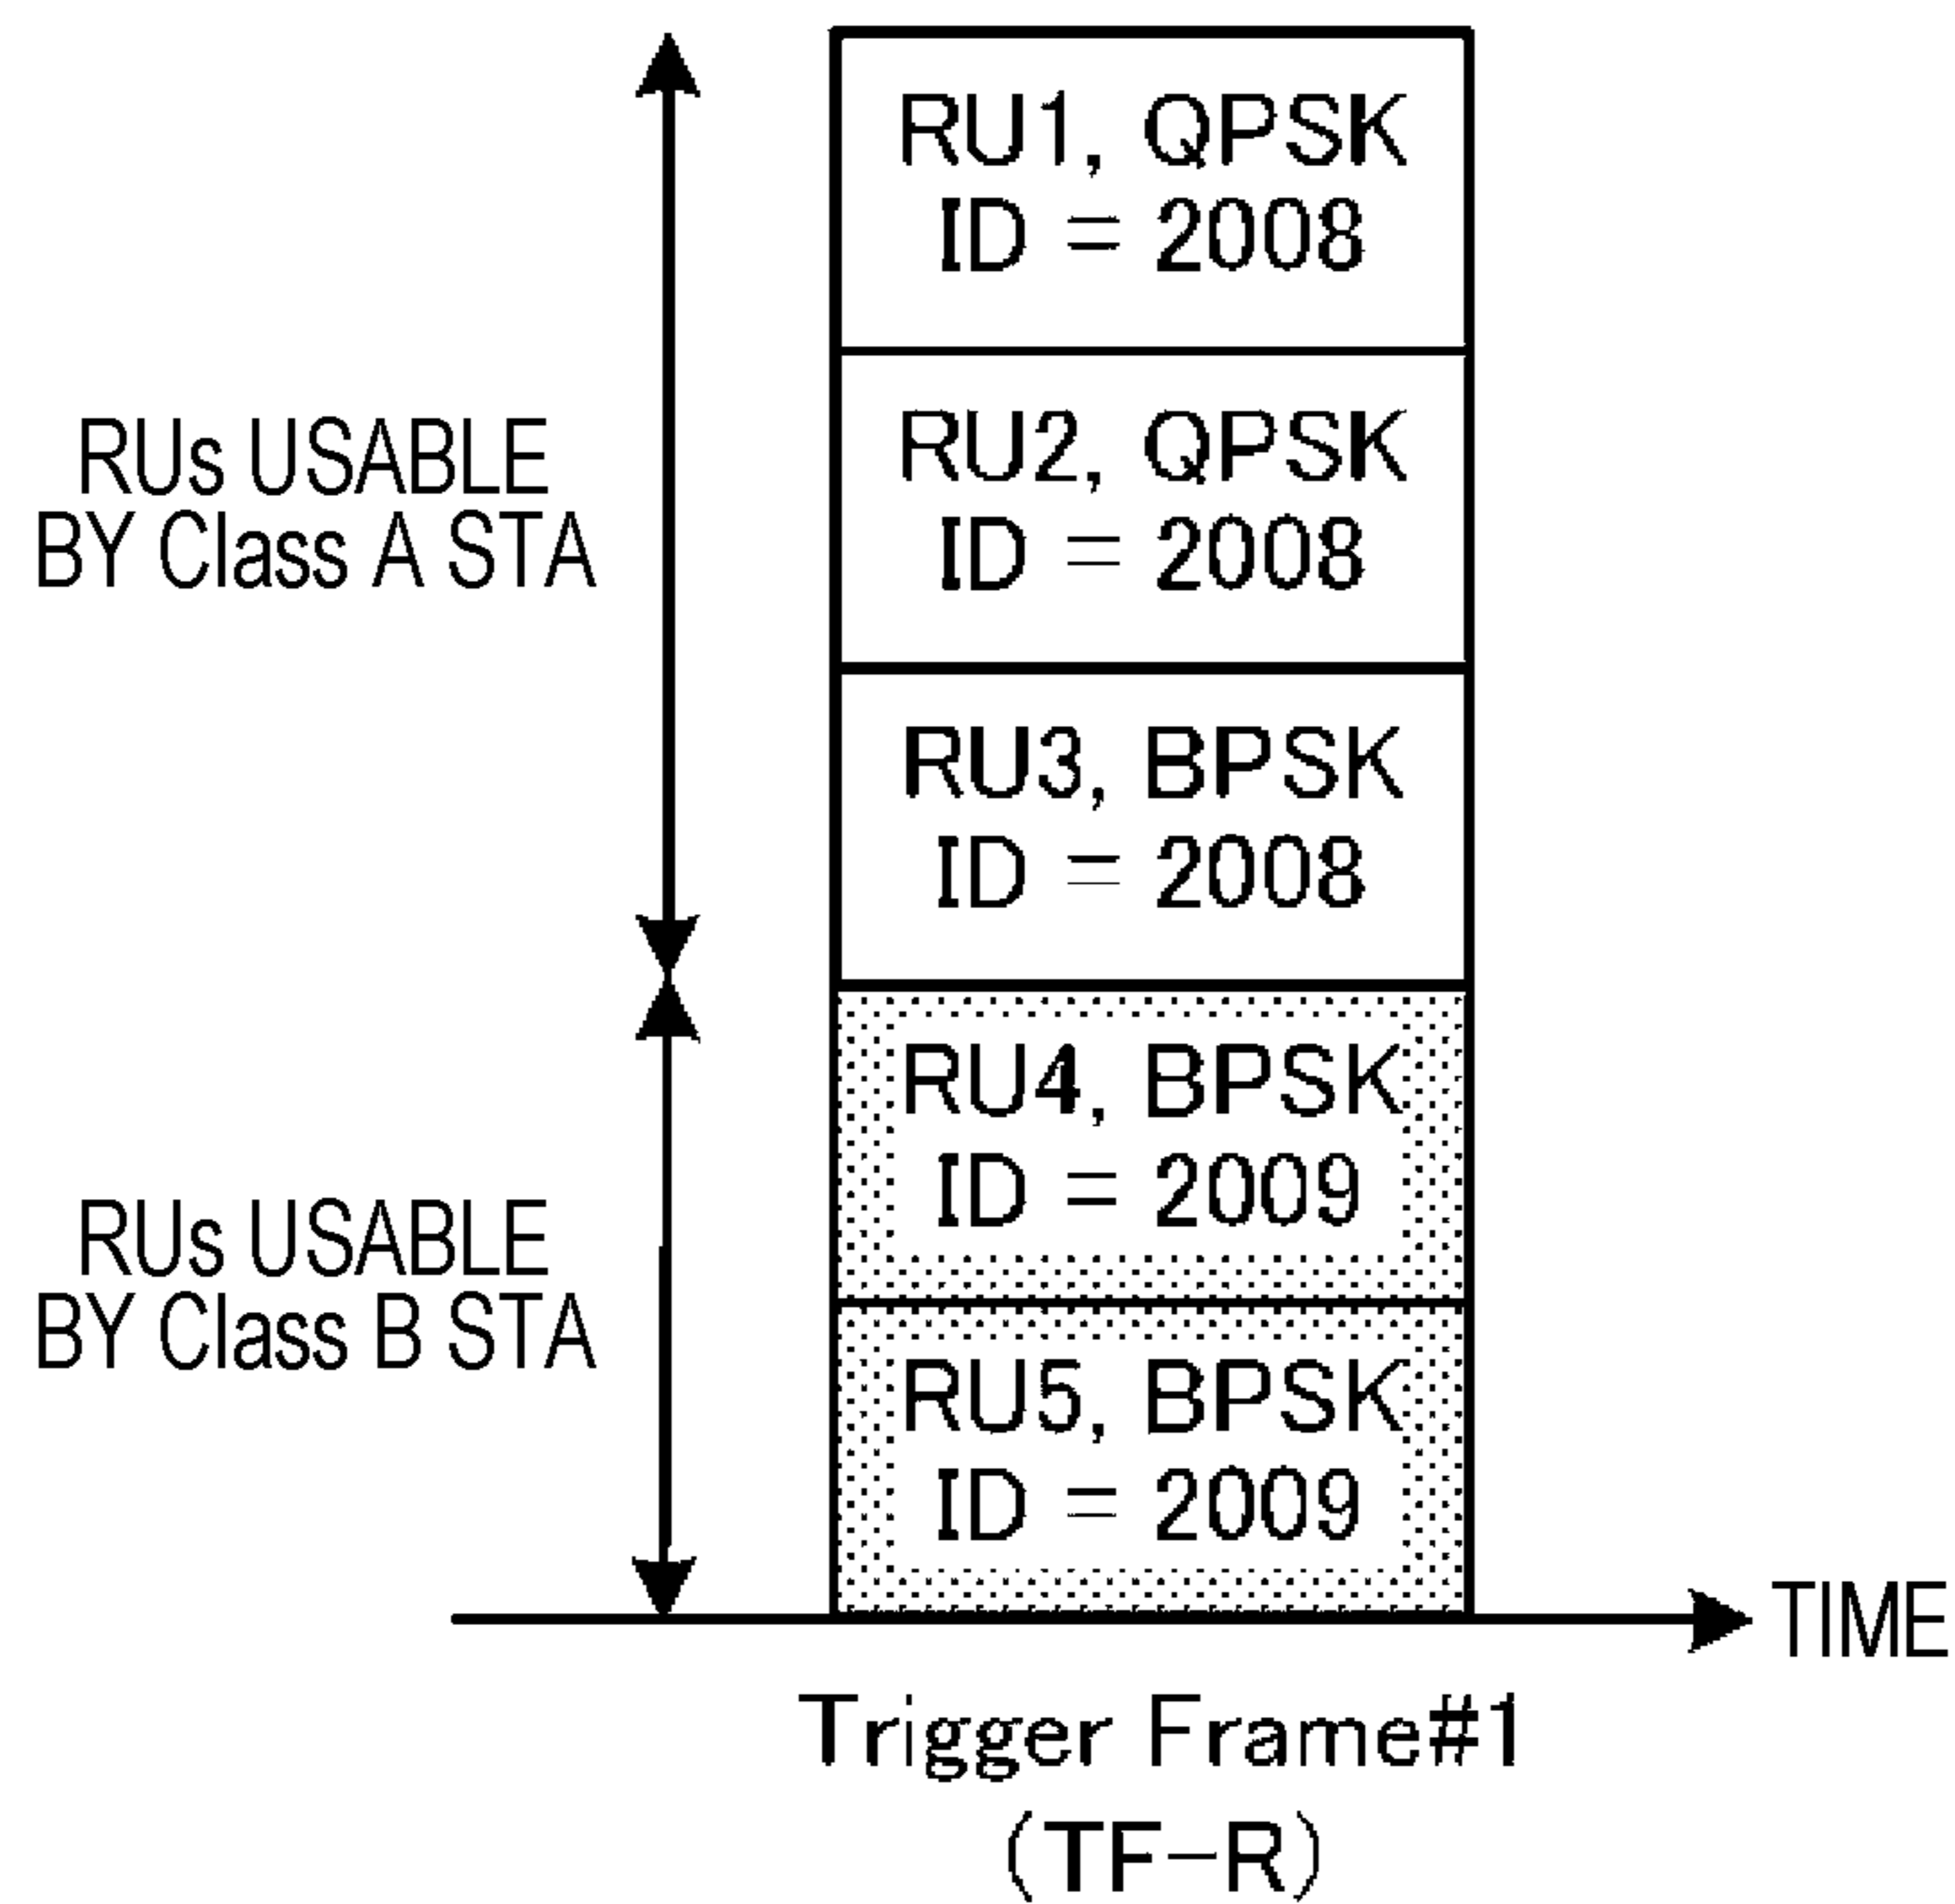 RU1, QPSK
ID = 2008
RUs USABLE
BY Class A STA
RU2, QPSK
ID = 2008
RU3, BPSK
ID = 2008
RU4, BPSK
ID = 2009
RUs USABLE
BY Class B STA
RU5, BPSK
ID = 2009
TIME
Trigger Frame#1
(TF-R)